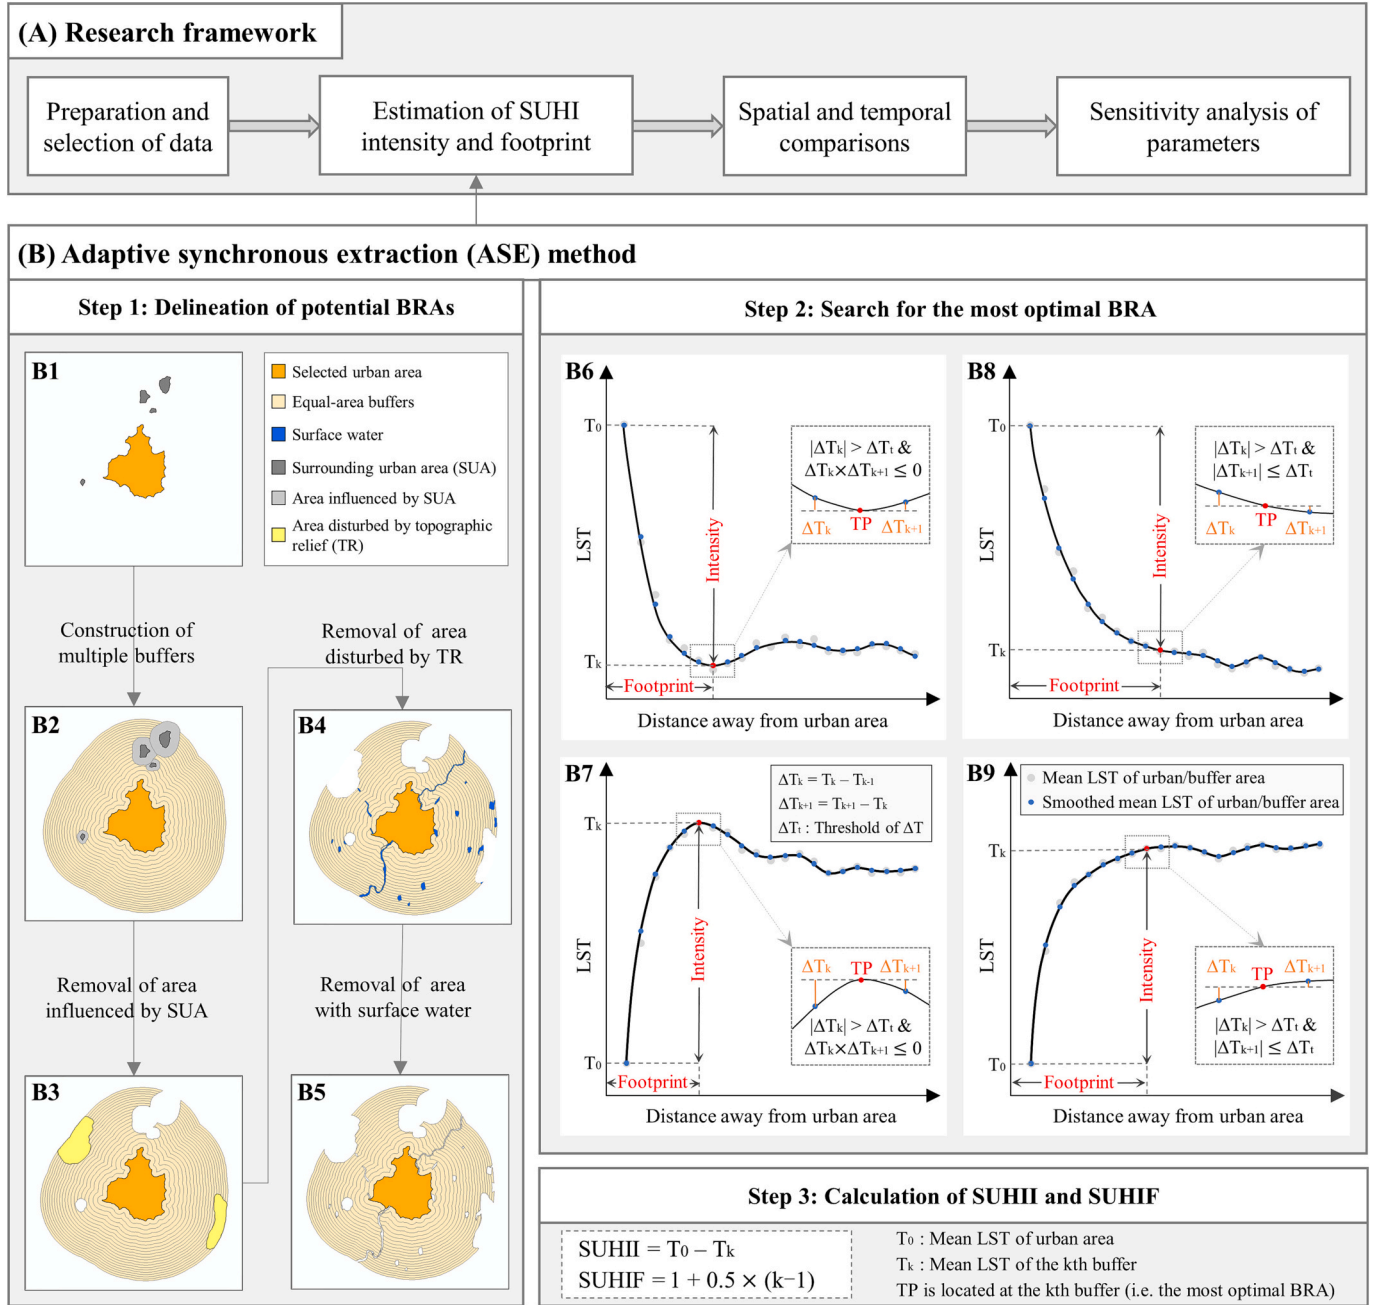 (A) Research framework
Preparation and
selection of data
Estimation of SUHI
intensity and footprint
Spatial and temporal
comparisons
Sensitivity analysis of
parameters
(B) Adaptive synchronous extraction (ASE) method
Step 1: Delineation of potential BRAs
B1
Selected urban area
Equal-area buffers
Surface water
Surrounding urban area (SUA)
Area influenced by SUA
Area disturbed by topographic
relief (TR)
Construction of
multiple buffers
Removal of area
disturbed by TR
B2
B4
Removal of area
influenced by SUA
Removal of area
with surface water
B3
B5
Step 2: Search for the most optimal BRA
B6
T₀
|ΔTₖ| > ΔTₜ &
ΔTₖ×ΔTₖ₊₁ ≤ 0
ΔTₖ
TP
ΔTₖ₊₁
LST
Intensity
Tₖ
Footprint
Distance away from urban area
B8
T₀
|ΔTₖ| > ΔTₜ &
|ΔTₖ₊₁| ≤ ΔTₜ
TP
ΔTₖ
ΔTₖ₊₁
LST
Intensity
Tₖ
Footprint
Distance away from urban area
B7
ΔTₖ = Tₖ − Tₖ₋₁
ΔTₖ₊₁ = Tₖ₊₁ − Tₖ
ΔTₜ : Threshold of ΔT
Tₖ
LST
Intensity
ΔTₖ
TP
ΔTₖ₊₁
|ΔTₖ| > ΔTₜ &
ΔTₖ×ΔTₖ₊₁ ≤ 0
T₀
Footprint
Distance away from urban area
B9
Mean LST of urban/buffer area
Smoothed mean LST of urban/buffer area
Tₖ
LST
Intensity
ΔTₖ
TP
ΔTₖ₊₁
|ΔTₖ| > ΔTₜ &
|ΔTₖ₊₁| ≤ ΔTₜ
T₀
Footprint
Distance away from urban area
Step 3: Calculation of SUHII and SUHIF
SUHII = T₀ − Tₖ
SUHIF = 1 + 0.5 × (k−1)
T₀ : Mean LST of urban area
Tₖ : Mean LST of the kth buffer
TP is located at the kth buffer (i.e. the most optimal BRA)